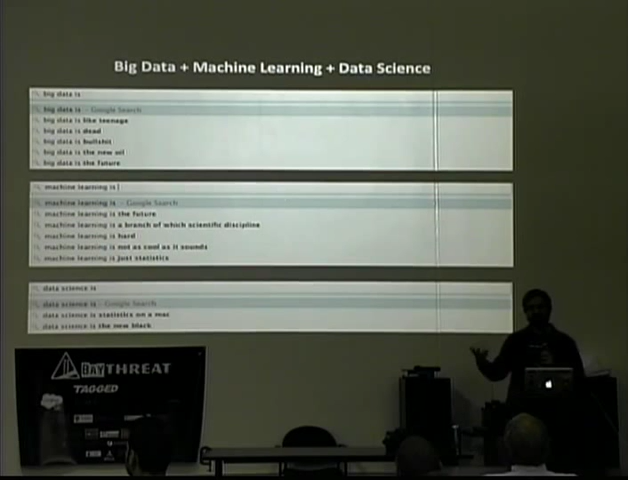 Big Data + Machine Learning + Data Science
big data is
big data is - Google Search
big data is like teenage
big data is dead
big data is bullshit
big data is the new oil
big data is the future
machine learning is
machine learning is - Google Search
machine learning is the future
machine learning is a branch of which scientific discipline
machine learning is hard
machine learning is not as cool as it sounds
machine learning is just statistics
data science is
data science is - Google Search
data science is statistics on a mac
data science is the new black
BAYTHREAT
TAGGED